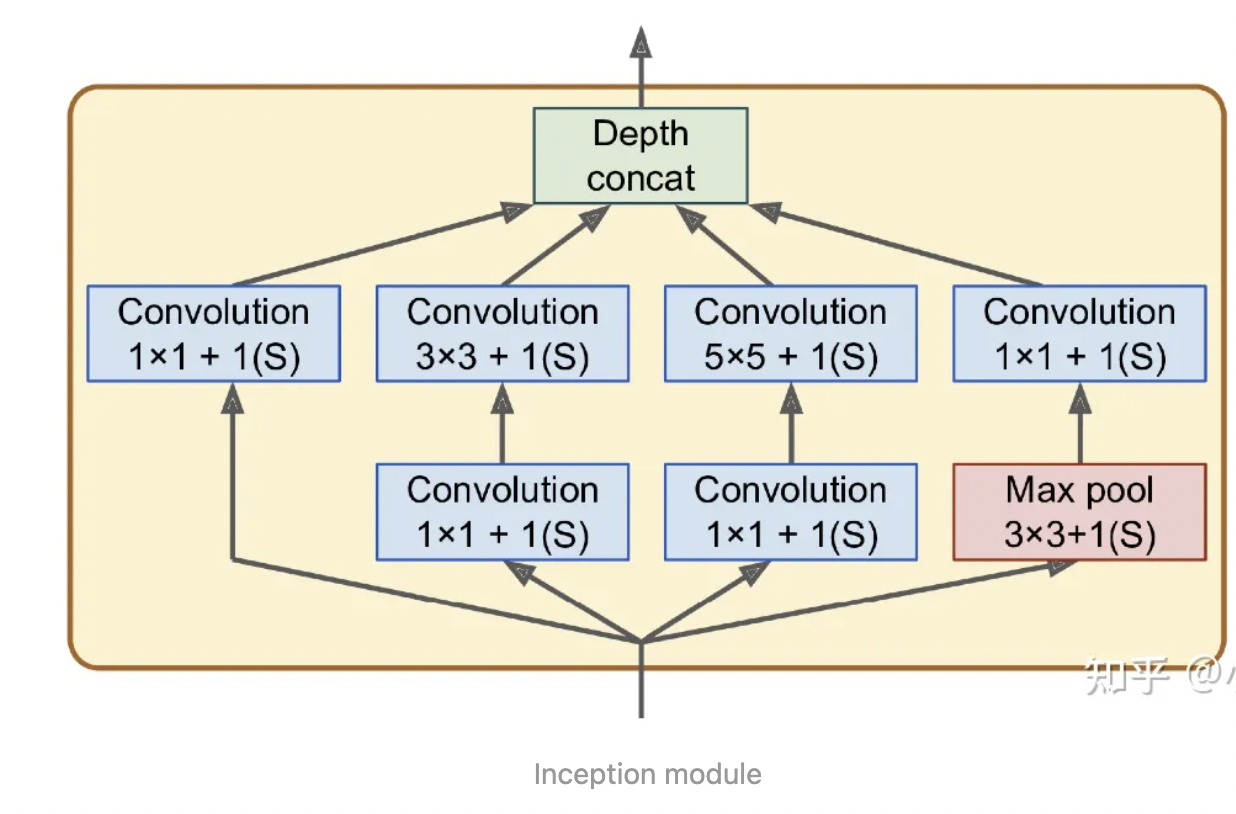 Depth
concat
Convolution
1×1 + 1(S)
Convolution
3×3 + 1(S)
Convolution
5×5 + 1(S)
Convolution
1×1 + 1(S)
Convolution
1×1 + 1(S)
Convolution
1×1 + 1(S)
Max pool
3×3+1(S)
知乎 @
Inception module